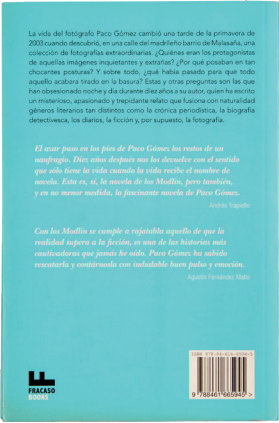 La vida del fotógrafo Paco Gómez cambió una tarde de la primavera de
2003 cuando descubrió, en una calle del madrileño barrio de Malasaña, una
colección de fotografías extraordinarias. ¿Quiénes eran los protagonistas
de aquellas imágenes inquietantes y extrañas? ¿Por qué posaban en tan
chocantes posturas? Y sobre todo, ¿qué había pasado para que todo
aquello acabara tirado en la basura? Estas y otras preguntas son las que
han obsesionado noche y día durante diez años a su autor, quien ha escrito
un misterioso, apasionado y trepidante relato que fusiona con naturalidad
géneros literarios tan distintos como la crónica periodística, la biografía
detectivesca, los diarios, la ficción y, por supuesto, la fotografía.
El azar puso en los pies de Paco Gómez los restos de un
naufragio. Diez años después nos los devuelve con el sentido
que sólo tiene la vida cuando la vida recibe el nombre de
novela. Esta es, sí, la novela de los Modlin, pero también,
y en no menor medida, la fascinante novela de Paco Gómez.
Andrés Trapiello
Con los Modlin se cumple a rajatabla aquello de que la
realidad supera a la ficción, es una de las historias más
cautivadoras que jamás he oído. Paco Gómez ha sabido
rescatarla y contárnosla con indudable buen pulso y emoción.
Agustín Fernández Mallo
FRACASO
BOOKS
9 788461 665945